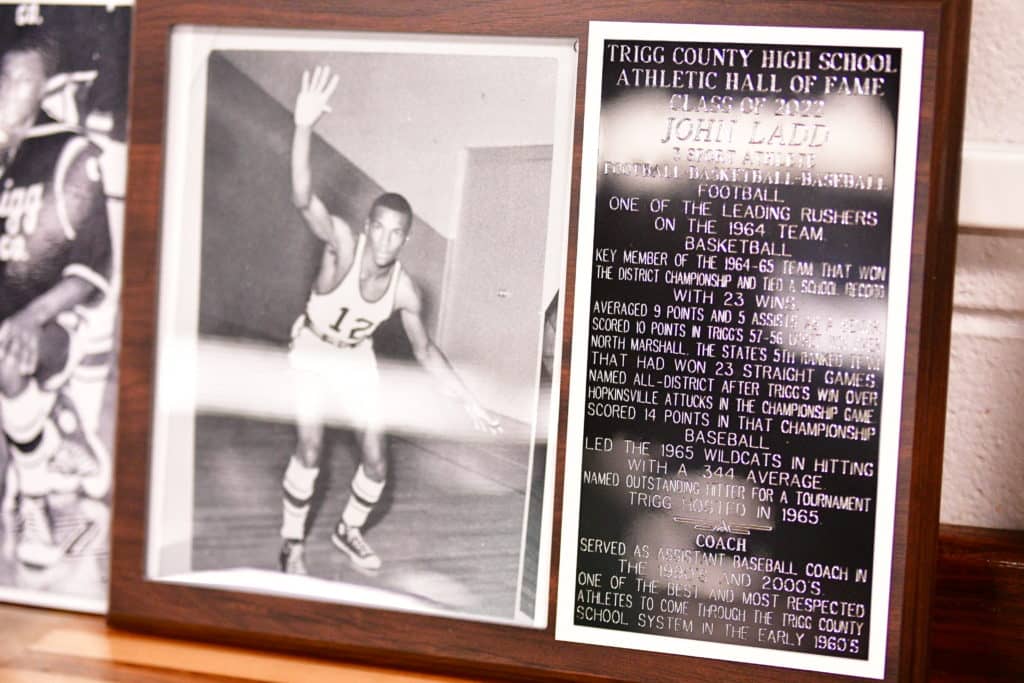 CO.
igg
CO.
12
TRIGG COUNTY HIGH SCHOOL
ATHLETIC HALL OF FAME
CLASS OF 2022
JOHN LADD
3 SPORT ATHLETE
FOOTBALL-BASKETBALL-BASEBALL
FOOTBALL
ONE OF THE LEADING RUSHERS
ON THE 1964 TEAM.
BASKETBALL
KEY MEMBER OF THE 1964-65 TEAM THAT WON
THE DISTRICT CHAMPIONSHIP AND TIED A SCHOOL RECORD
WITH 23 WINS.
AVERAGED 9 POINTS AND 5 ASSISTS
SCORED 10 POINTS IN TRIGG'S 57-56
NORTH MARSHALL, THE STATE'S 5TH RANKED TEAM
THAT HAD WON 23 STRAIGHT GAMES
NAMED ALL-DISTRICT AFTER TRIGG'S WIN OVER
HOPKINSVILLE ATTUCKS IN THE CHAMPIONSHIP GAME
SCORED 14 POINTS IN THAT CHAMPIONSHIP
BASEBALL
LED THE 1965 WILDCATS IN HITTING
WITH A .344 AVERAGE.
NAMED OUTSTANDING HITTER FOR A TOURNAMENT
TRIGG HOSTED IN 1965.
COACH
SERVED AS ASSISTANT BASEBALL COACH IN
THE AND 2000'S.
ONE OF THE BEST AND MOST RESPECTED
ATHLETES TO COME THROUGH THE TRIGG COUNTY
SCHOOL SYSTEM IN THE EARLY 1960'S